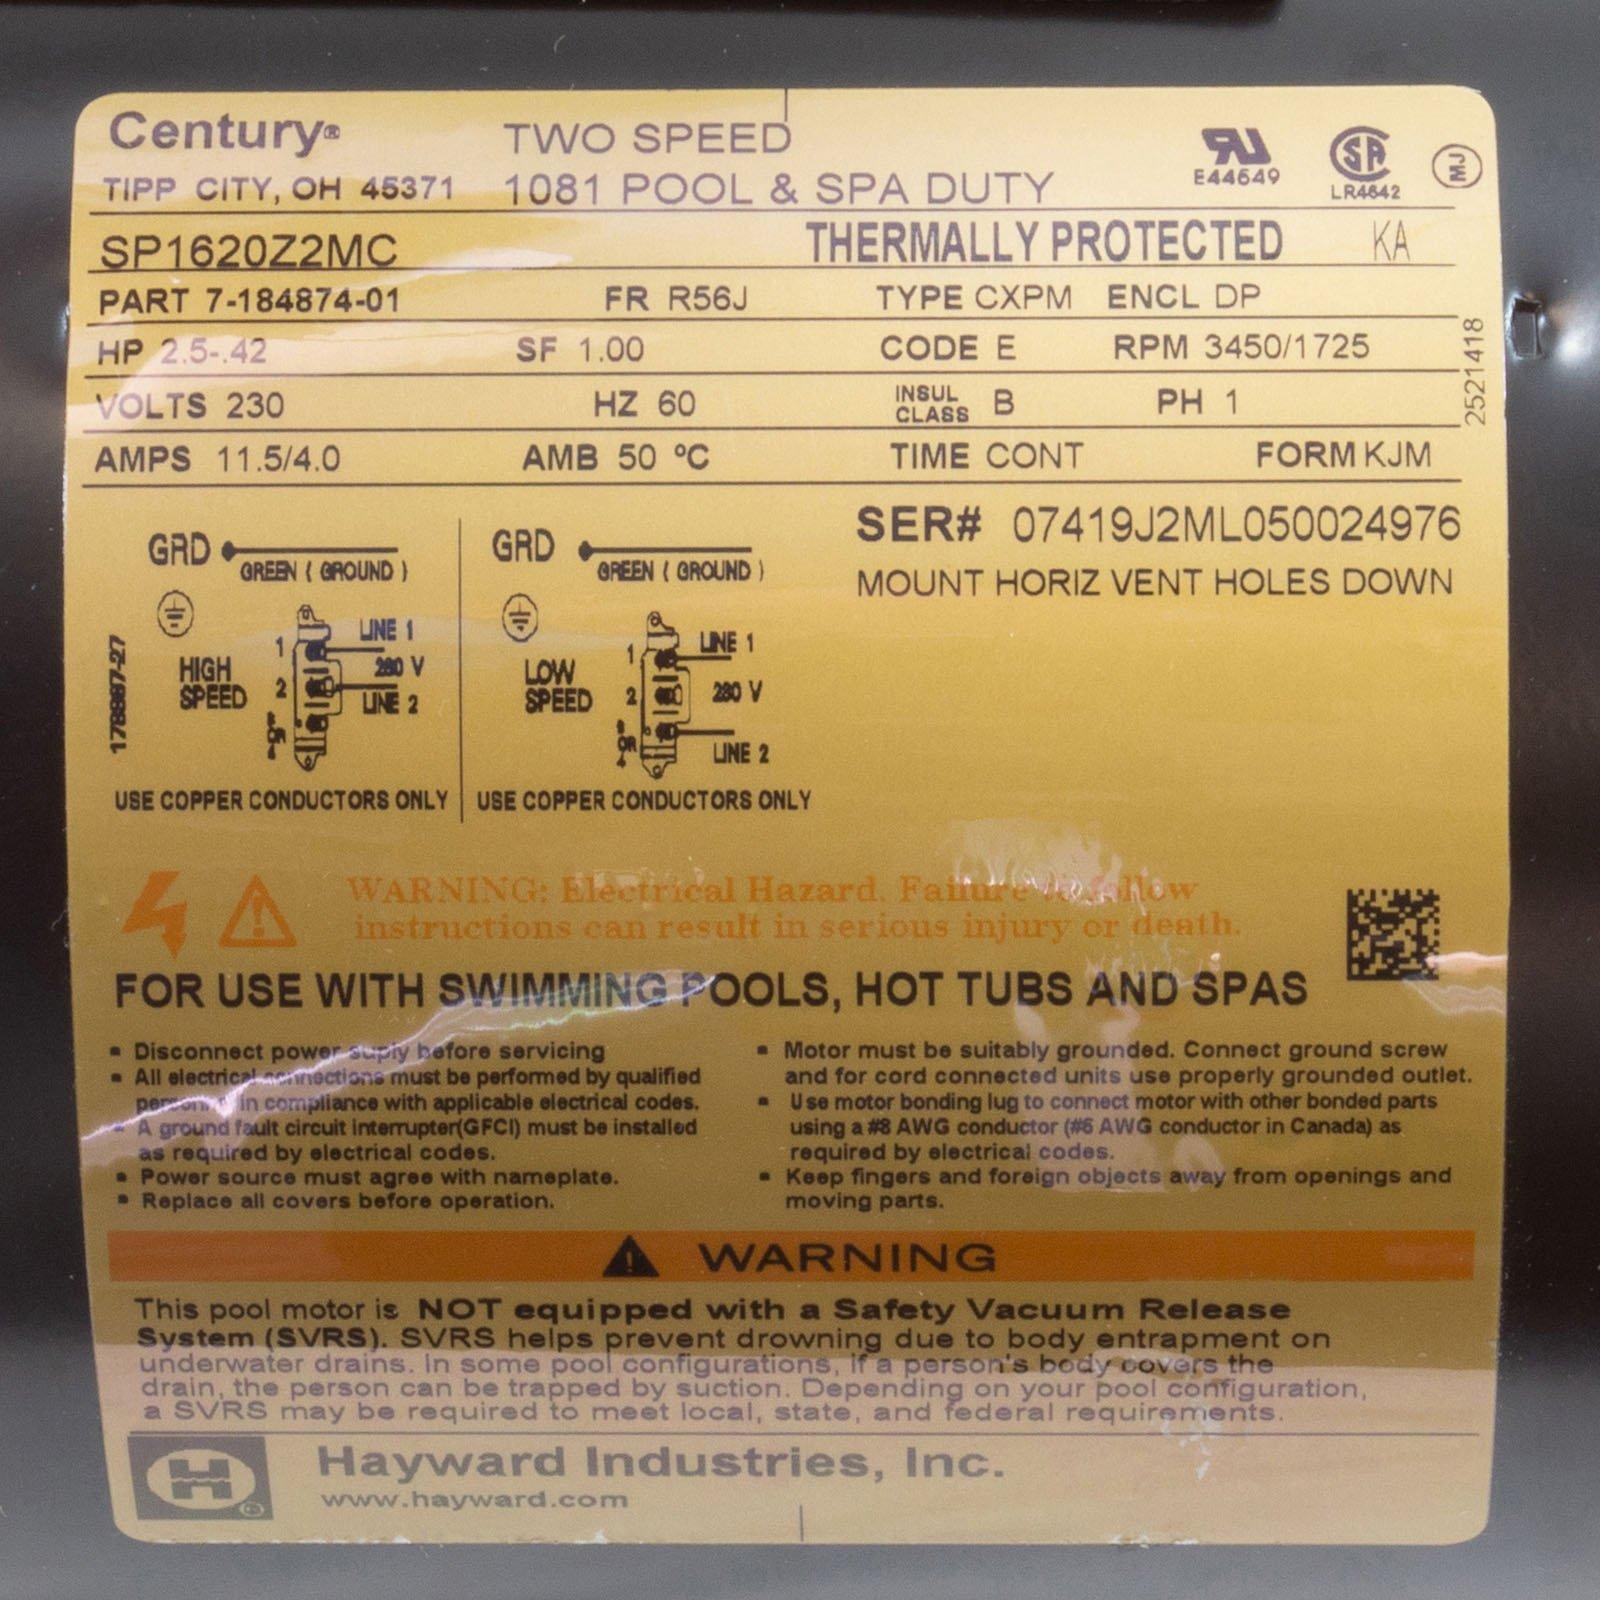 Century®
TWO SPEED
TIPP CITY, OH 45371
1081 POOL & SPA DUTY
E44649
SA
LR4642
MJ
SP1620Z2MC
THERMALLY PROTECTED
KA
PART 7-184874-01
FR R56J
TYPE CXPM
ENCL DP
HP 2.5-.42
SF 1.00
CODE E
RPM 3450/1725
VOLTS 230
HZ 60
INSUL CLASS B
PH 1
2521418
AMPS 11.5/4.0
AMB 50 °C
TIME CONT
FORM KJM
SER# 07419J2ML050024976
MOUNT HORIZ VENT HOLES DOWN
GRD
GREEN ( GROUND )
HIGH
SPEED
1
2
OR
4
LINE 1
230 V
LINE 2
178987-27
USE COPPER CONDUCTORS ONLY
GRD
GREEN ( GROUND )
LOW
SPEED
1
2
OR
4
LINE 1
230 V
LINE 2
USE COPPER CONDUCTORS ONLY
WARNING: Electrical Hazard. Failure to follow
instructions can result in serious injury or death.
FOR USE WITH SWIMMING POOLS, HOT TUBS AND SPAS
▪ Disconnect power suply before servicing
▪ All electrical connections must be performed by qualified
personnel in compliance with applicable electrical codes.
▪ A ground fault circuit interrupter(GFCI) must be installed
as required by electrical codes.
▪ Power source must agree with nameplate.
▪ Replace all covers before operation.
▪ Motor must be suitably grounded. Connect ground screw
and for cord connected units use properly grounded outlet.
▪ Use motor bonding lug to connect motor with other bonded parts
using a #8 AWG conductor (#6 AWG conductor in Canada) as
required by electrical codes.
▪ Keep fingers and foreign objects away from openings and
moving parts.
WARNING
This pool motor is NOT equipped with a Safety Vacuum Release
System (SVRS). SVRS helps prevent drowning due to body entrapment on
underwater drains. In some pool configurations, if a person's body covers the
drain, the person can be trapped by suction. Depending on your pool configuration,
a SVRS may be required to meet local, state, and federal requirements.
H®
Hayward Industries, Inc.
www.hayward.com